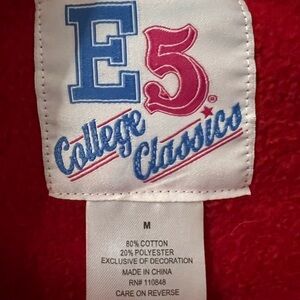 E5®
College
Classics
M
80% COTTON
20% POLYESTER
EXCLUSIVE OF DECORATION
MADE IN CHINA
RN# 110848
CARE ON REVERSE